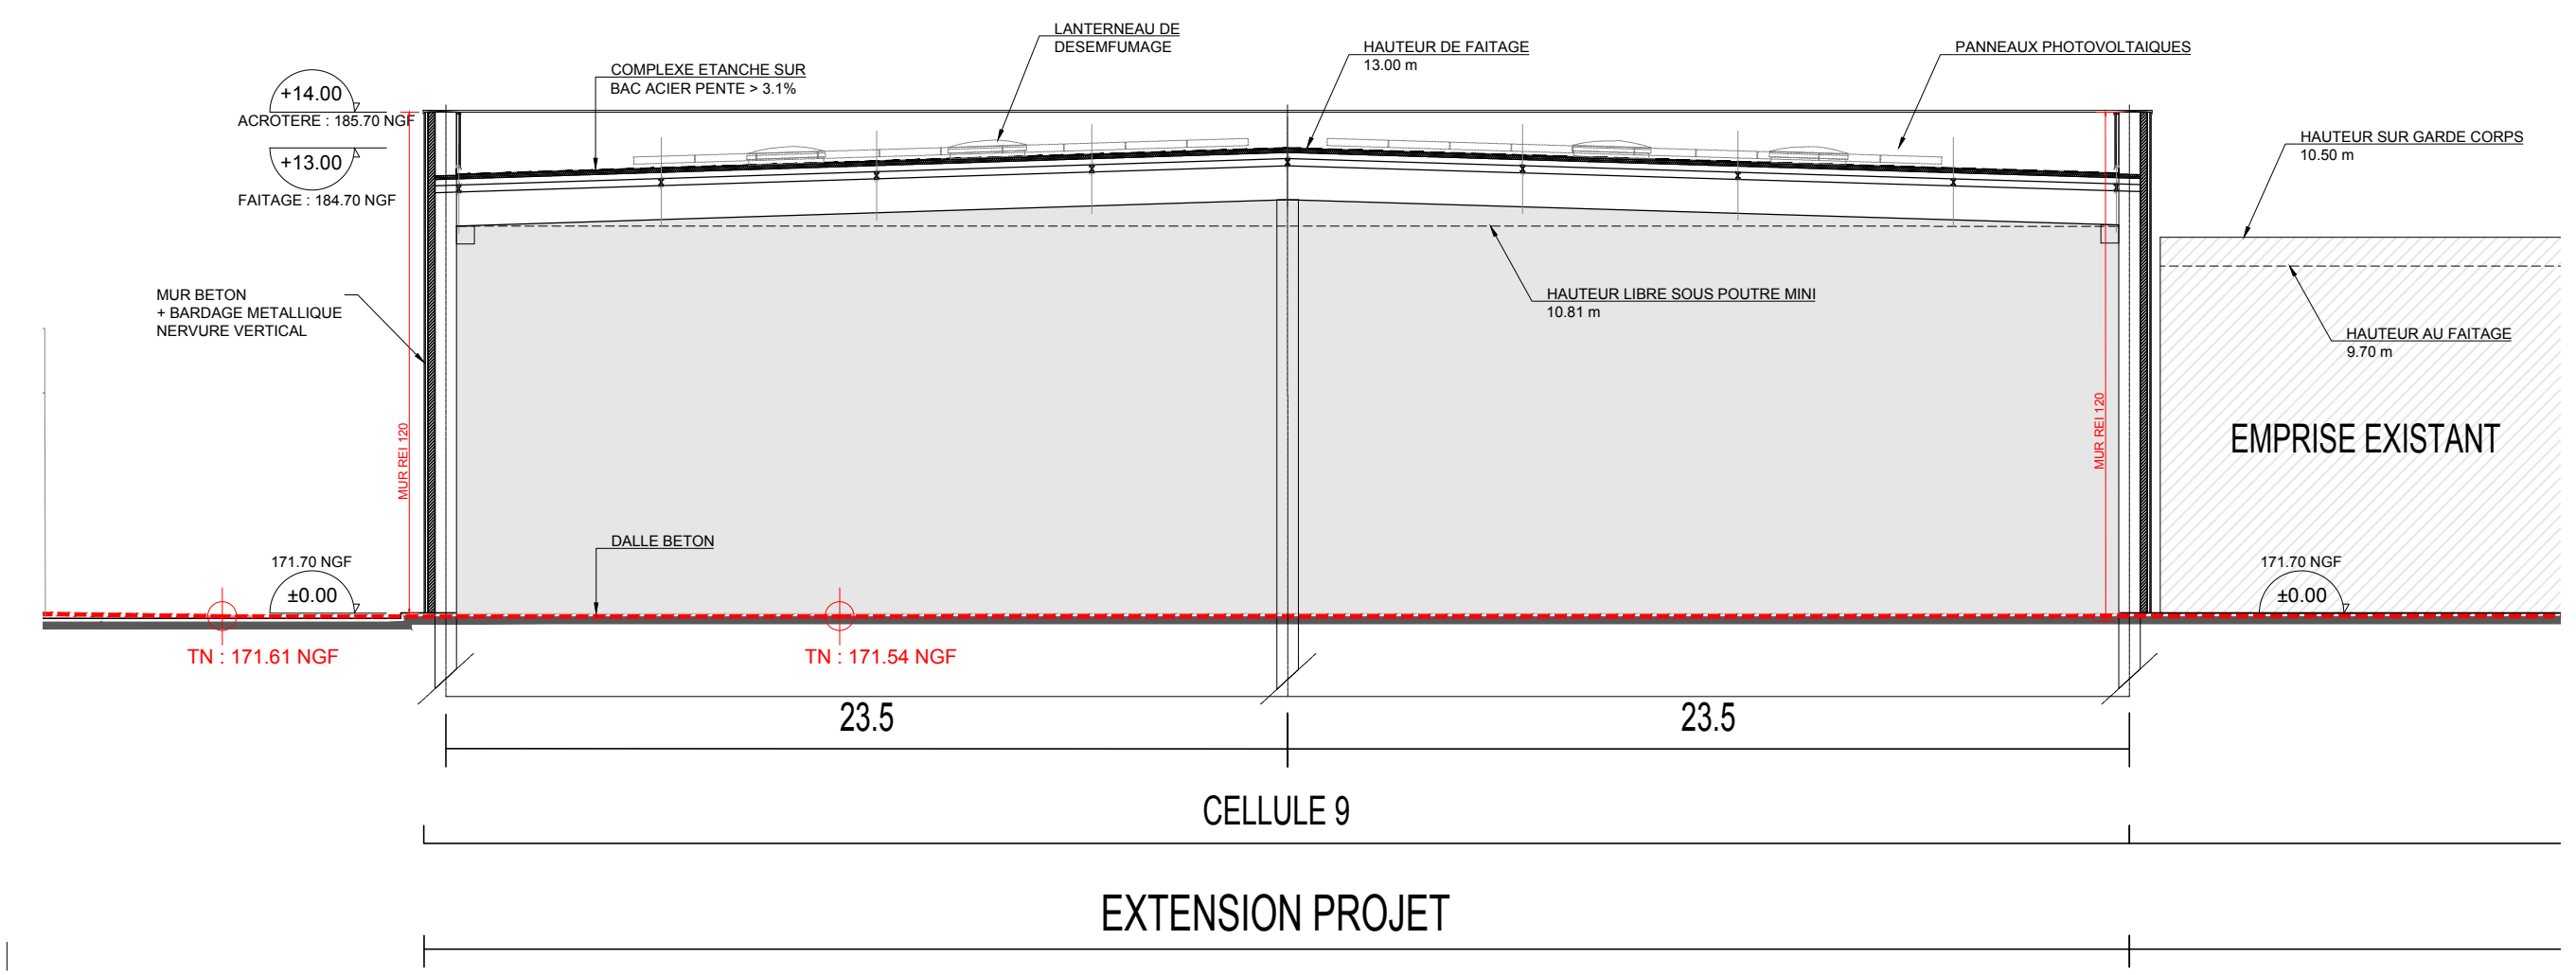 LANTERNEAU DE
DESEMFUMAGE
HAUTEUR DE FAITAGE
13.00 m
PANNEAUX PHOTOVOLTAIQUES
COMPLEXE ETANCHE SUR
BAC ACIER PENTE > 3.1%
+14.00
ACROTERE : 185.70 NGF
+13.00
FAITAGE : 184.70 NGF
HAUTEUR SUR GARDE CORPS
10.50 m
MUR BETON
+ BARDAGE METALLIQUE
NERVURE VERTICAL
HAUTEUR LIBRE SOUS POUTRE MINI
10.81 m
HAUTEUR AU FAITAGE
9.70 m
MUR REI 120
MUR REI 120
EMPRISE EXISTANT
DALLE BETON
171.70 NGF
±0.00
171.70 NGF
±0.00
TN : 171.61 NGF
TN : 171.54 NGF
23.5
23.5
CELLULE 9
EXTENSION PROJET